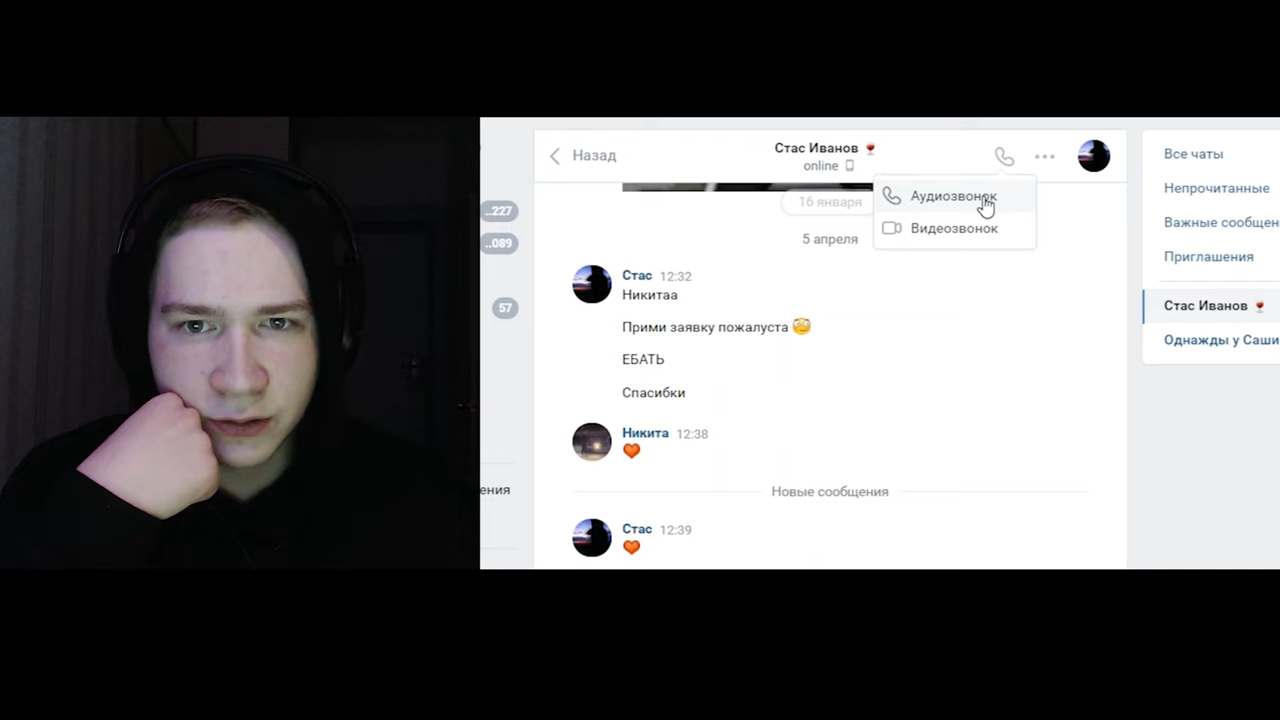 Назад
Стас Иванов
online
Аудиозвонок
Видеозвонок
..227
..089
57
ения
16 января
5 апреля
Стас 12:32
Никитаа
Прими заявку пожалуста
ЕБАТЬ
Спасибки
Никита 12:38
Новые сообщения
Стас 12:39
Все чаты
Непрочитанные
Важные сообщен
Приглашения
Стас Иванов
Однажды у Саши